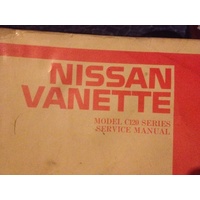 NISSAN
VANETTE
MODEL C120 SERIES
SERVICE MANUAL